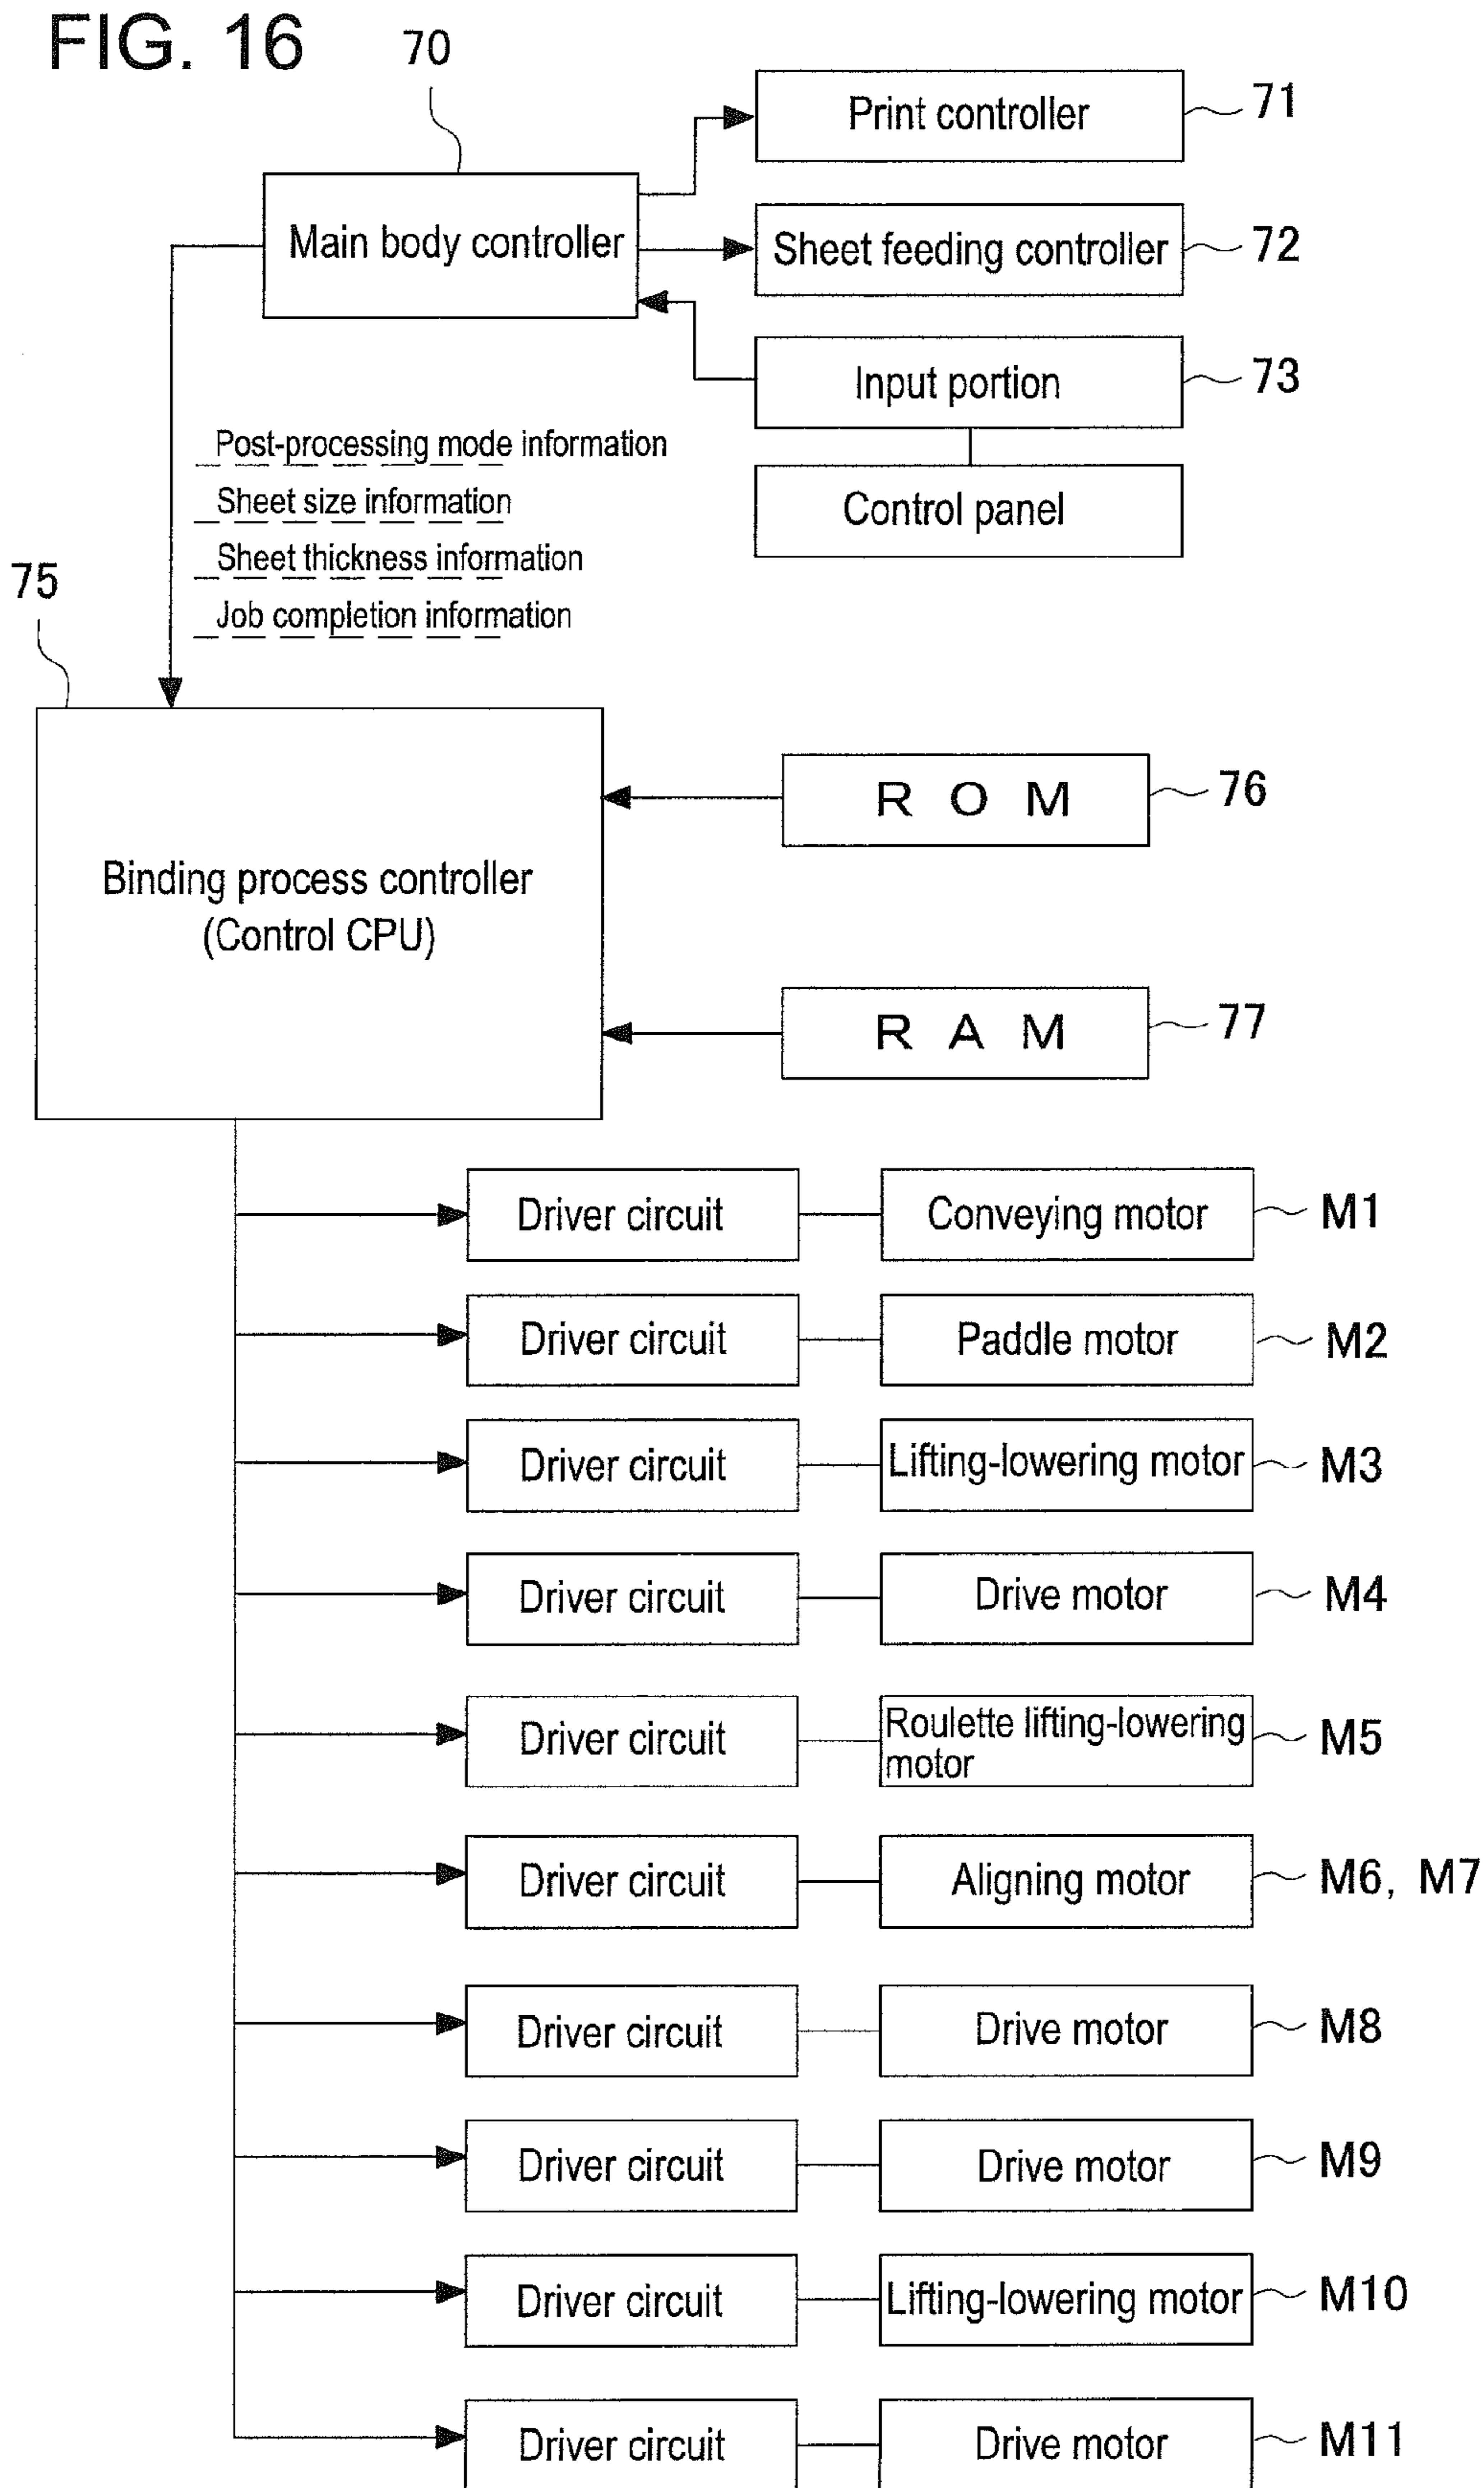 FIG. 16
70
Print controller
71
Main body controller
Sheet feeding controller
72
Input portion
73
Control panel
Post-processing mode information
Sheet size information
Sheet thickness information
Job completion information
75
Binding process controller
(Control CPU)
R O M
76
R A M
77
Driver circuit
Conveying motor
M1
Driver circuit
Paddle motor
M2
Driver circuit
Lifting-lowering motor
M3
Driver circuit
Drive motor
M4
Driver circuit
Roulette lifting-lowering
motor
M5
Driver circuit
Aligning motor
M6, M7
Driver circuit
Drive motor
M8
Driver circuit
Drive motor
M9
Driver circuit
Lifting-lowering motor
M10
Driver circuit
Drive motor
M11